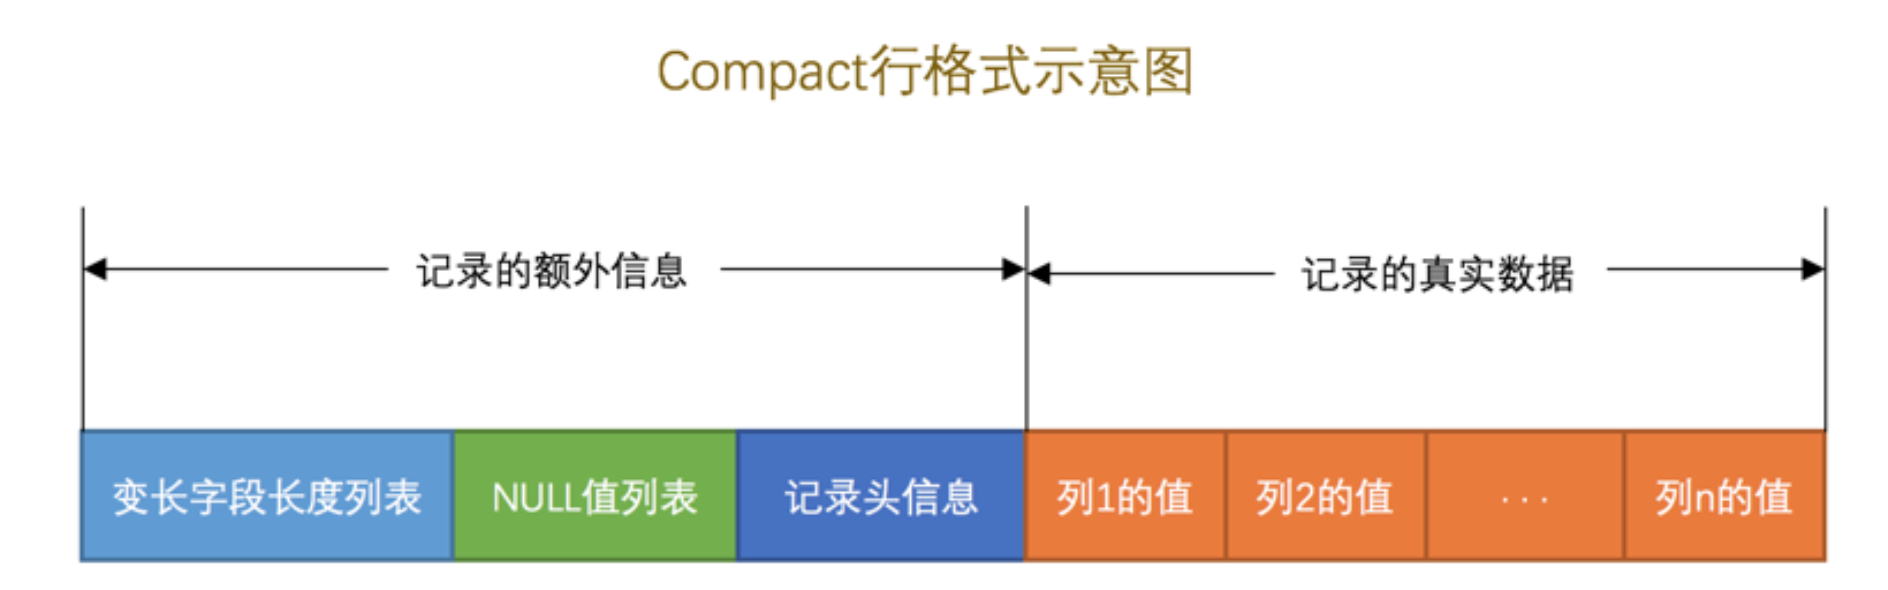 Compact行格式示意图
记录的额外信息 记录的真实数据
变长字段长度列表 NULL值列表 记录头信息 列1的值 列2的值 ··· 列n的值